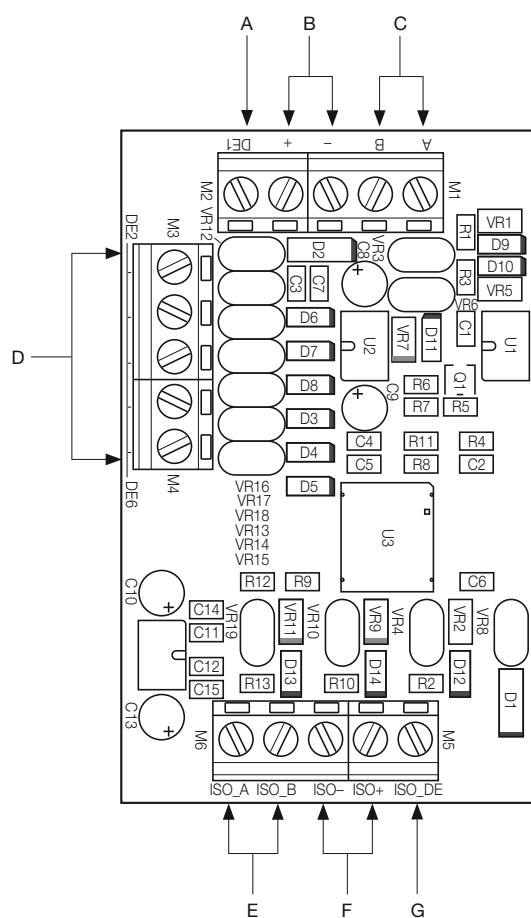 A B C
DE1 + - B A
M2 M1
DE2 M3 VR12 D2 C8 VR3 R1 VR1
D9
D10
C3 C7 R3 VR5
VR6
D6 U2 VR7 D11 C1 U1
D
D7
D8 R6 Q1
D3 C9 R7 R5
D4 C4 R11 R4
DE6 M4 C5 R8 C2
VR16 D5
VR17
VR18
VR13 U3
VR14
VR15
C10 R12 R9 C6
C14 VR19 VR11 VR10 VR9 VR4 VR2 VR8
C11
C12
C15 R13 D13 R10 D14 R2 D12 D1
C13
M6 M5
ISO_A ISO_B ISO- ISO+ ISO_DE
E F G